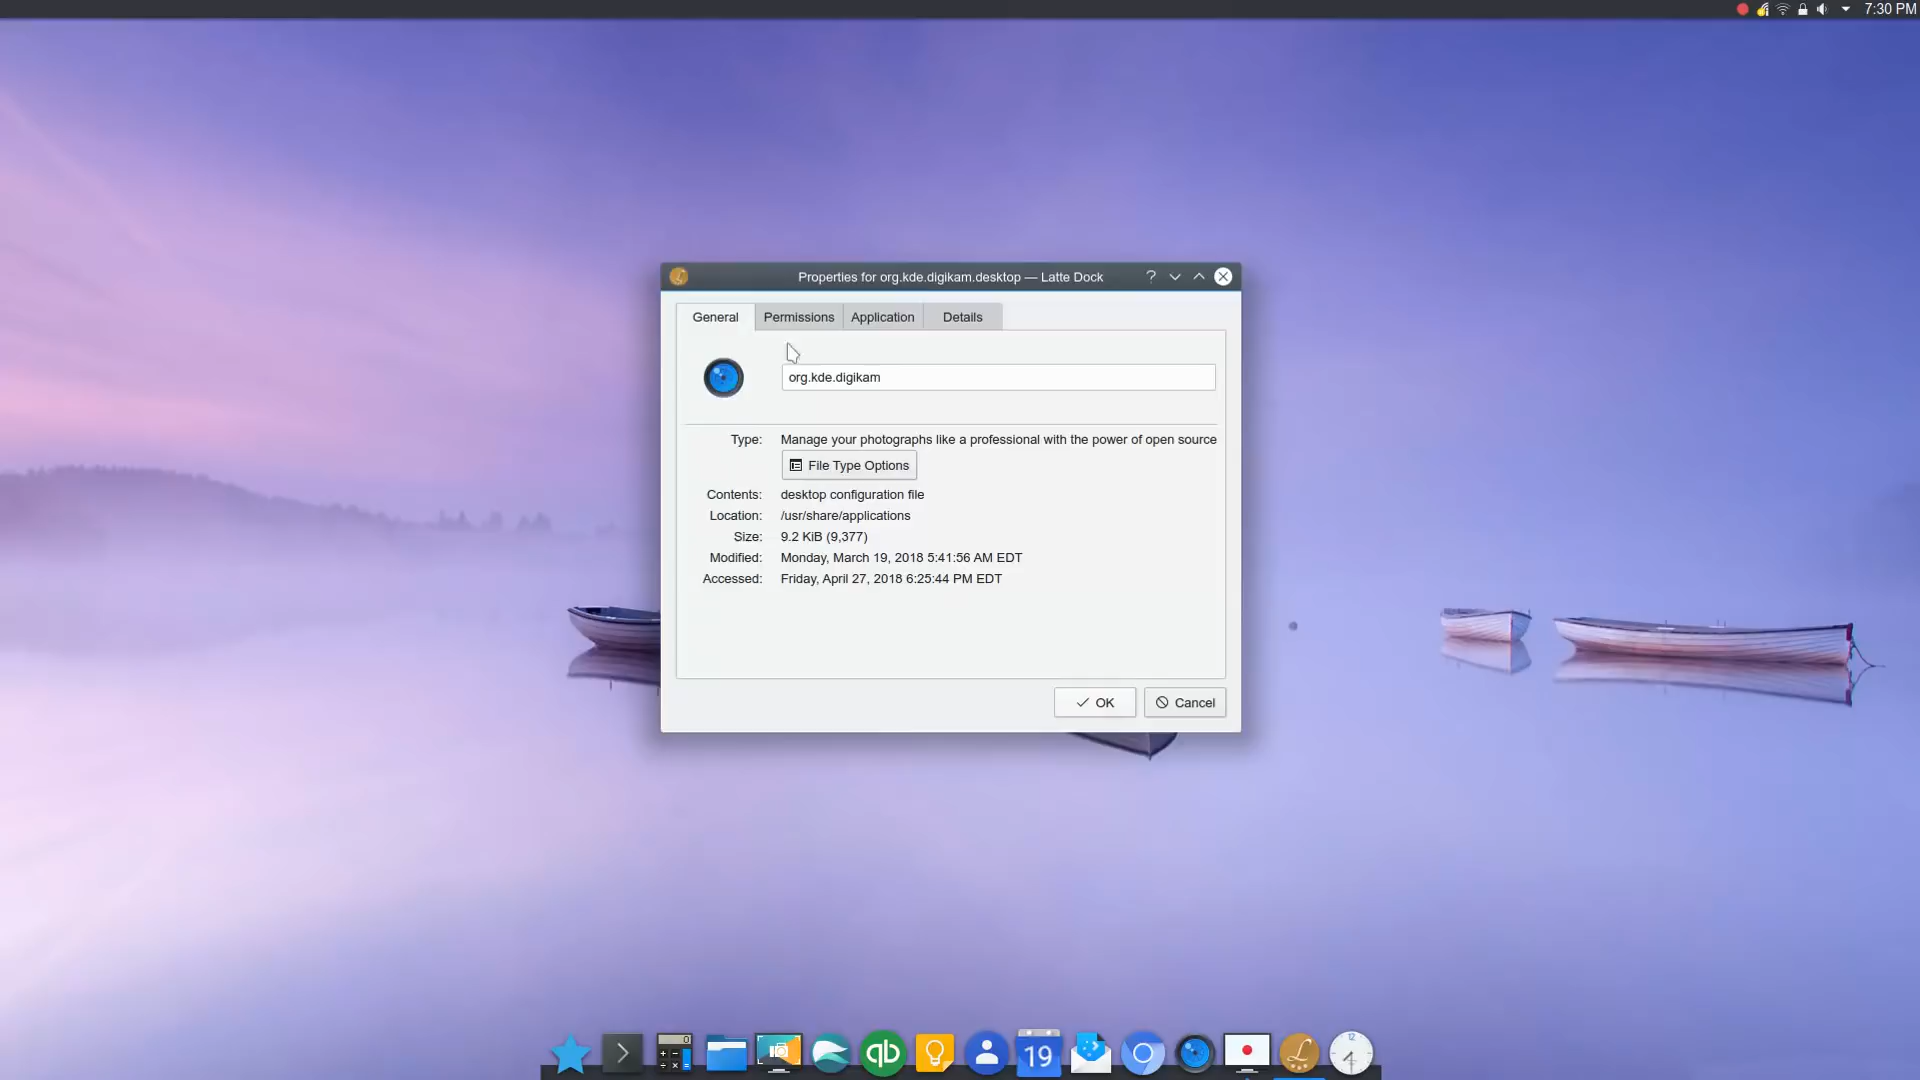 7:30 PM
Properties for org.kde.digikam.desktop — Latte Dock
General
Permissions
Application
Details
org.kde.digikam
Type: Manage your photographs like a professional with the power of open source
File Type Options
Contents: desktop configuration file
Location: /usr/share/applications
Size: 9.2 KiB (9,377)
Modified: Monday, March 19, 2018 5:41:56 AM EDT
Accessed: Friday, April 27, 2018 6:25:44 PM EDT
OK
Cancel
0
qb
19
L
12